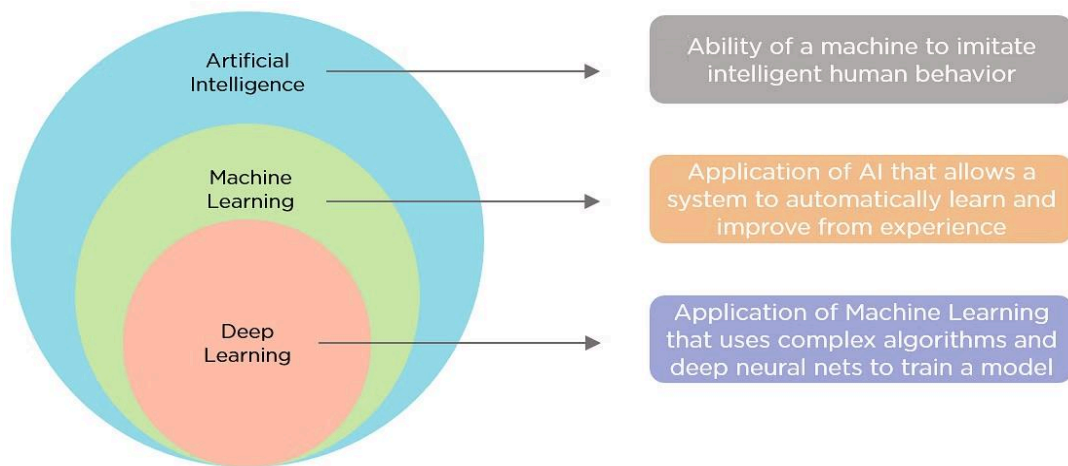 Artificial
Intelligence
Ability of a machine to imitate
intelligent human behavior
Machine
Learning
Application of AI that allows a
system to automatically learn and
improve from experience
Deep
Learning
Application of Machine Learning
that uses complex algorithms and
deep neural nets to train a model